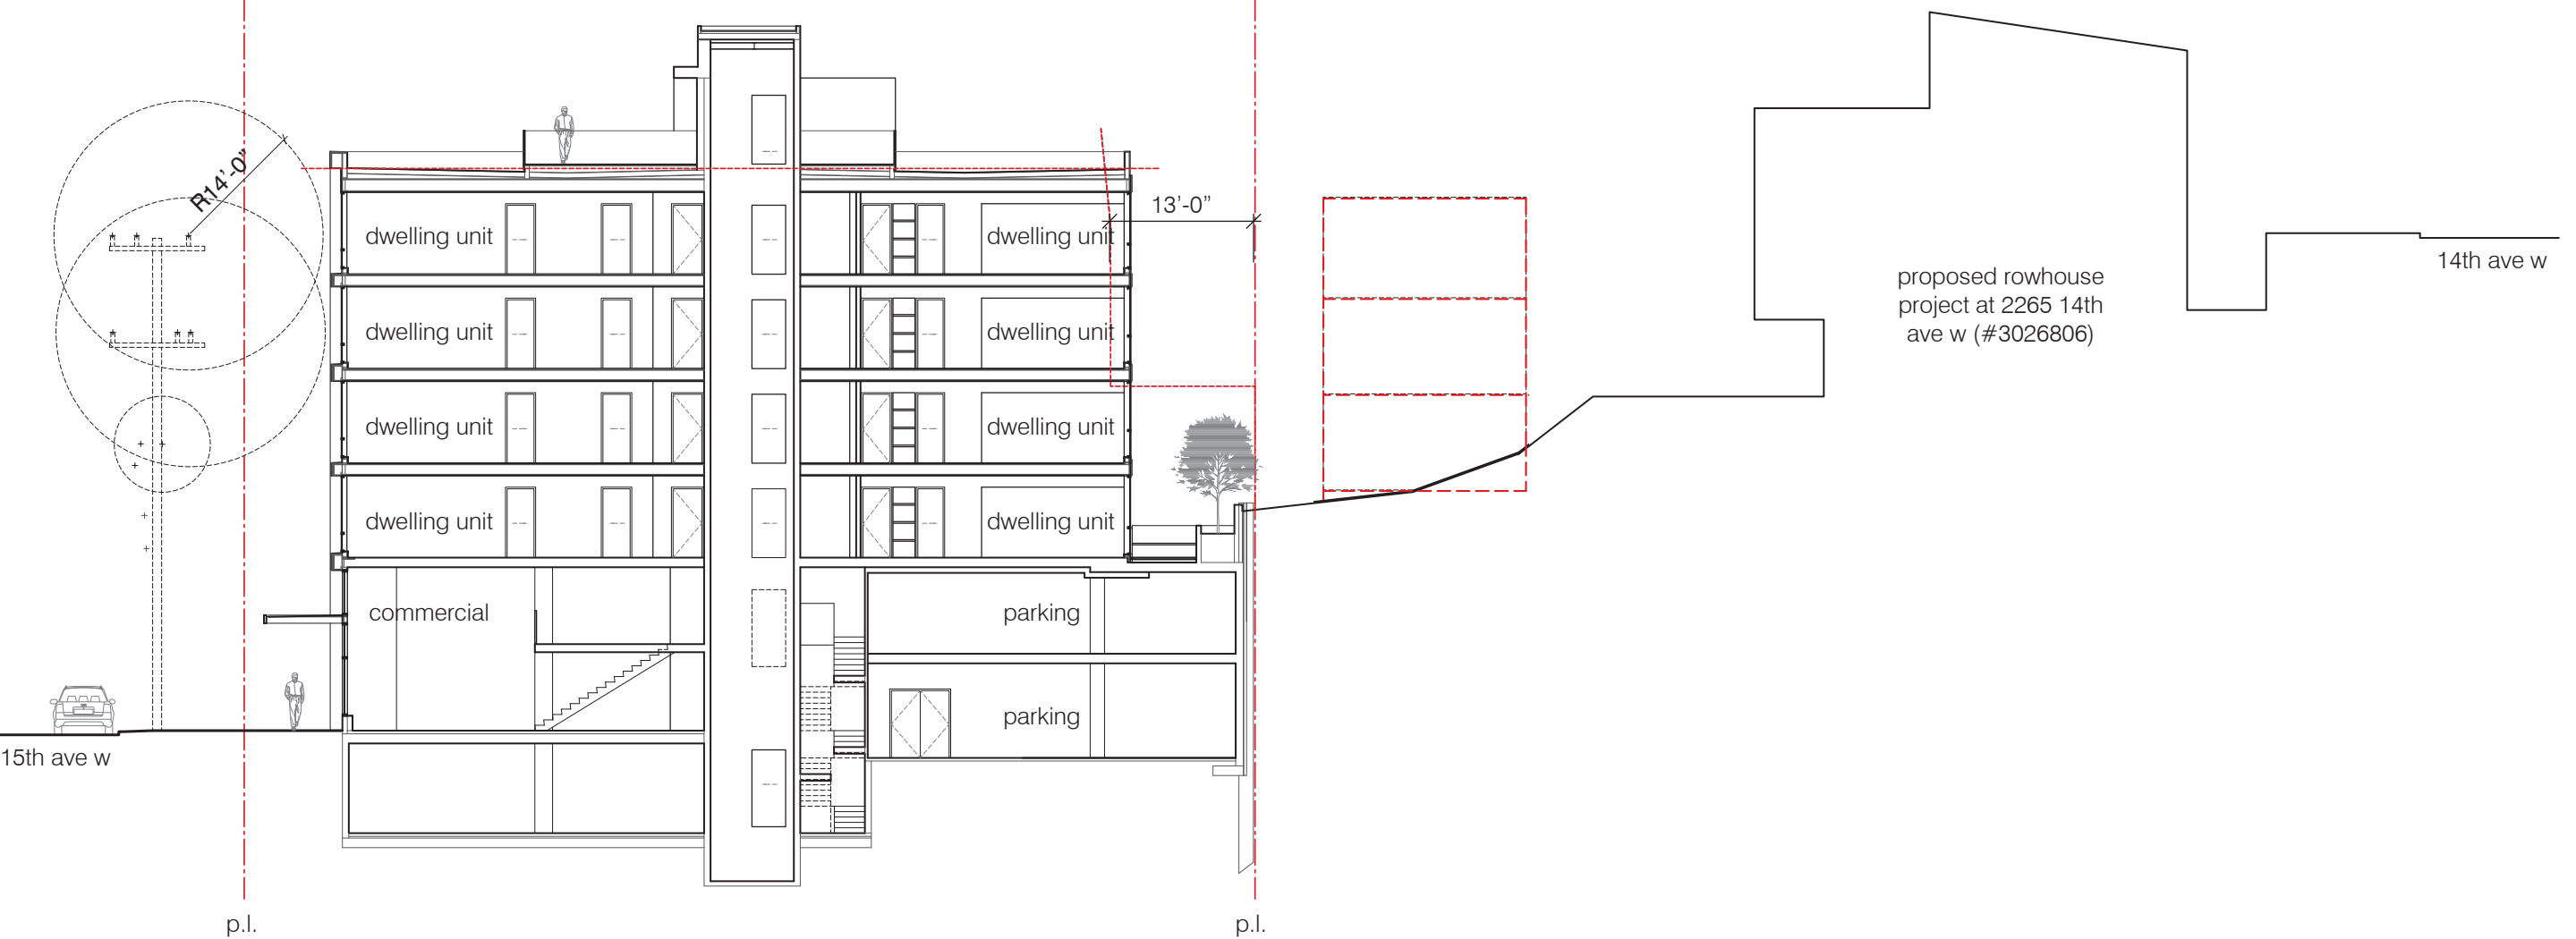 R14'-0"
13'-0"
dwelling unit
dwelling unit
dwelling unit
dwelling unit
dwelling unit
dwelling unit
dwelling unit
dwelling unit
commercial
parking
parking
proposed rowhouse
project at 2265 14th
ave w (#3026806)
14th ave w
15th ave w
p.l.
p.l.